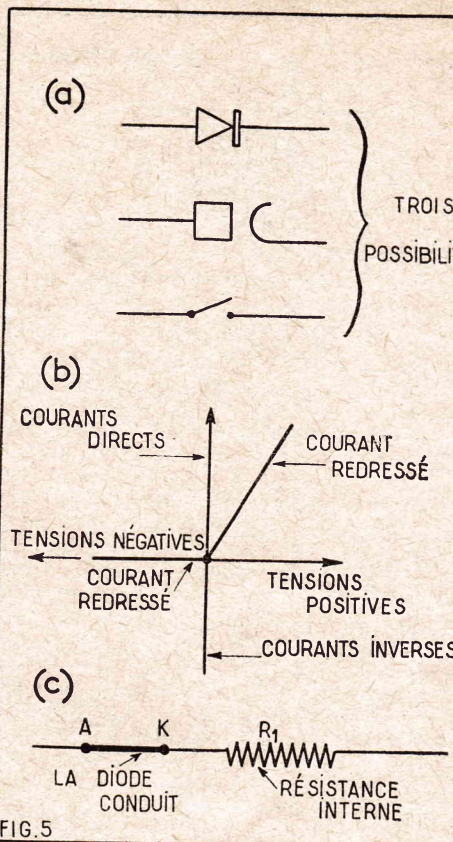 (a)
TROIS
POSSIBILI
(b)
COURANTS
DIRECTS
COURANT
REDRESSÉ
TENSIONS NÉGATIVES
COURANT
REDRESSÉ
TENSIONS
POSITIVES
COURANTS INVERSES
(c)
A K R1
LA DIODE
CONDUIT
RÉSISTANCE
INTERNE
FIG.5